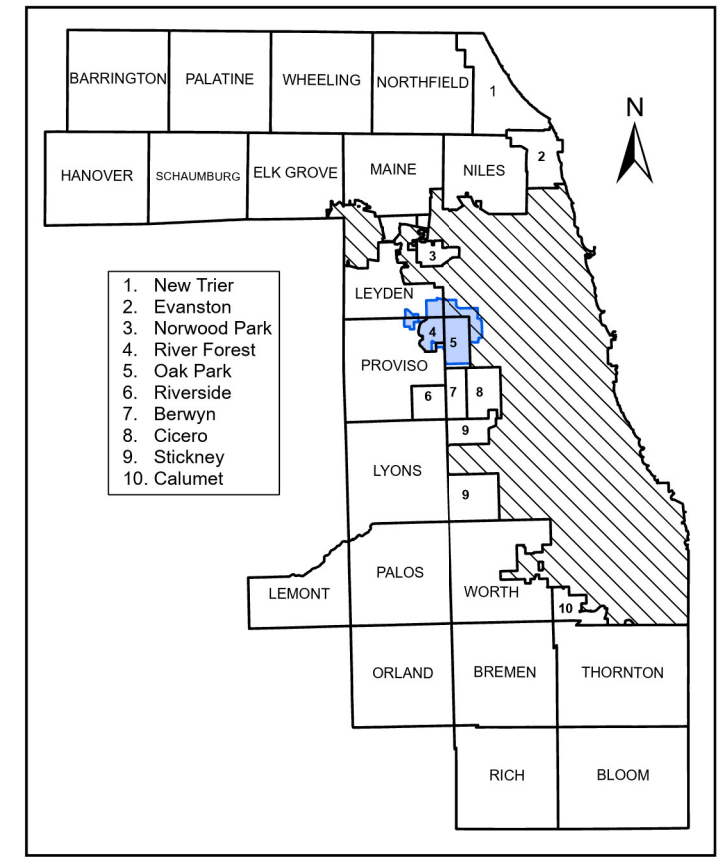 BARRINGTON
PALATINE
WHEELING
NORTHFIELD
1
N
2
HANOVER
SCHAUMBURG
ELK GROVE
MAINE
NILES
3
1. New Trier
2. Evanston
3. Norwood Park
4. River Forest
5. Oak Park
6. Riverside
7. Berwyn
8. Cicero
9. Stickney
10. Calumet
LEYDEN
4
5
PROVISO
6
7
8
9
LYONS
9
PALOS
LEMONT
WORTH
10
ORLAND
BREMEN
THORNTON
RICH
BLOOM